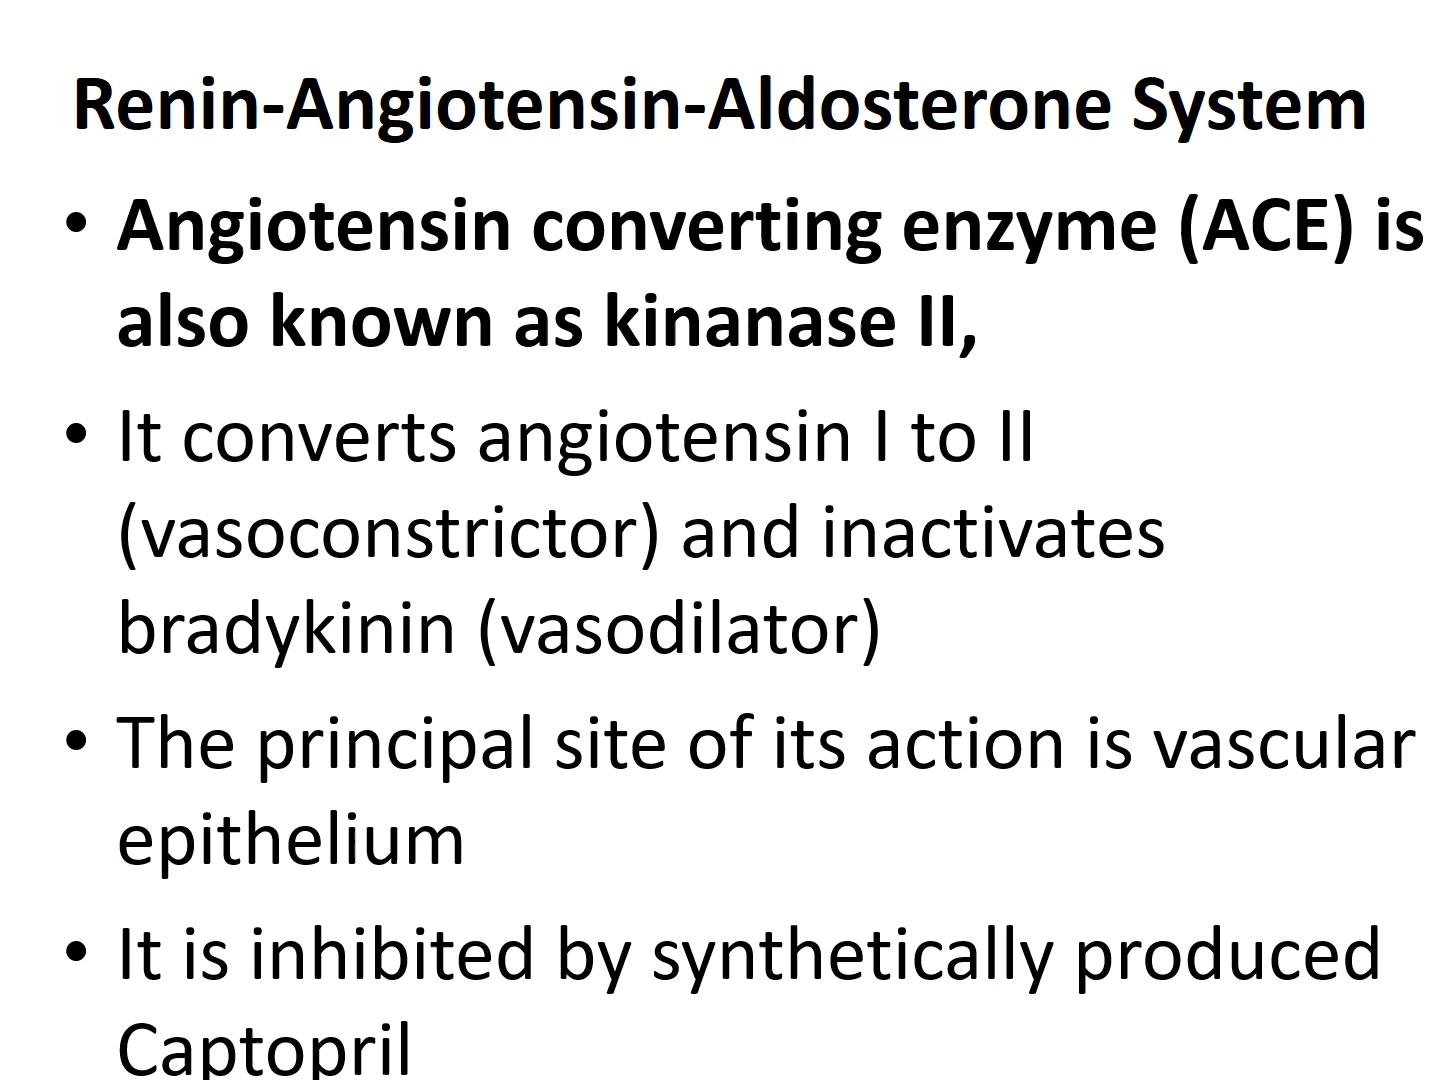 Renin-Angiotensin-Aldosterone System
• Angiotensin converting enzyme (ACE) is
also known as kinanase II,
• It converts angiotensin I to II
(vasoconstrictor) and inactivates
bradykinin (vasodilator)
• The principal site of its action is vascular
epithelium
• It is inhibited by synthetically produced
Captopril